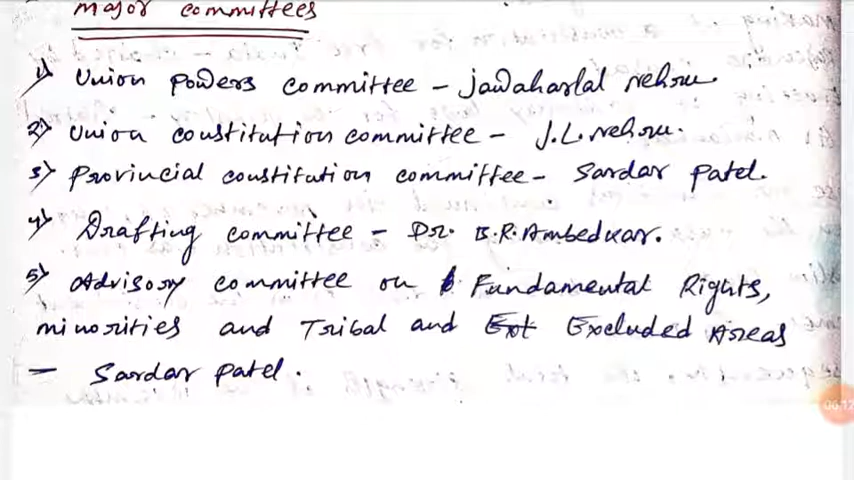 major committees
1) Union Powers committee - Jawaharlal Nehru.
2) Union constitution committee - J.L. Nehru.
3) Provincial constitution committee - Sardar Patel.
4) Drafting committee - Dr. B.R. Ambedkar.
5) Advisory committee on Fundamental Rights,
minorities and Tribal and Ext Excluded Areas
- Sardar Patel.
06:12